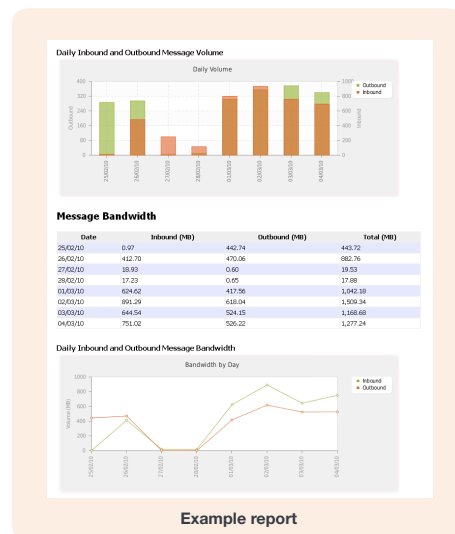 Daily Inbound and Outbound Message Volume
Daily Volume
400
320
240
160
80
0
Outbound
1000
800
600
400
200
0
Inbound
Outbound
Inbound
25/02/10
26/02/10
27/02/10
28/02/10
01/03/10
02/03/10
03/03/10
04/03/10
Message Bandwidth
Date Inbound (MB) Outbound (MB) Total (MB)
25/02/10 0.97 442.74 443.72
26/02/10 412.70 470.06 882.76
27/02/10 18.93 0.60 19.53
28/02/10 17.23 0.65 17.88
01/03/10 624.62 417.56 1,042.18
02/03/10 891.29 618.04 1,509.34
03/03/10 644.54 524.15 1,168.68
04/03/10 751.02 526.22 1,277.24
Daily Inbound and Outbound Message Bandwidth
Bandwidth by Day
1000
800
600
400
200
0
Volume (MB)
Inbound
Outbound
25/02/10
26/02/10
27/02/10
28/02/10
01/03/10
02/03/10
03/03/10
04/03/10
Example report